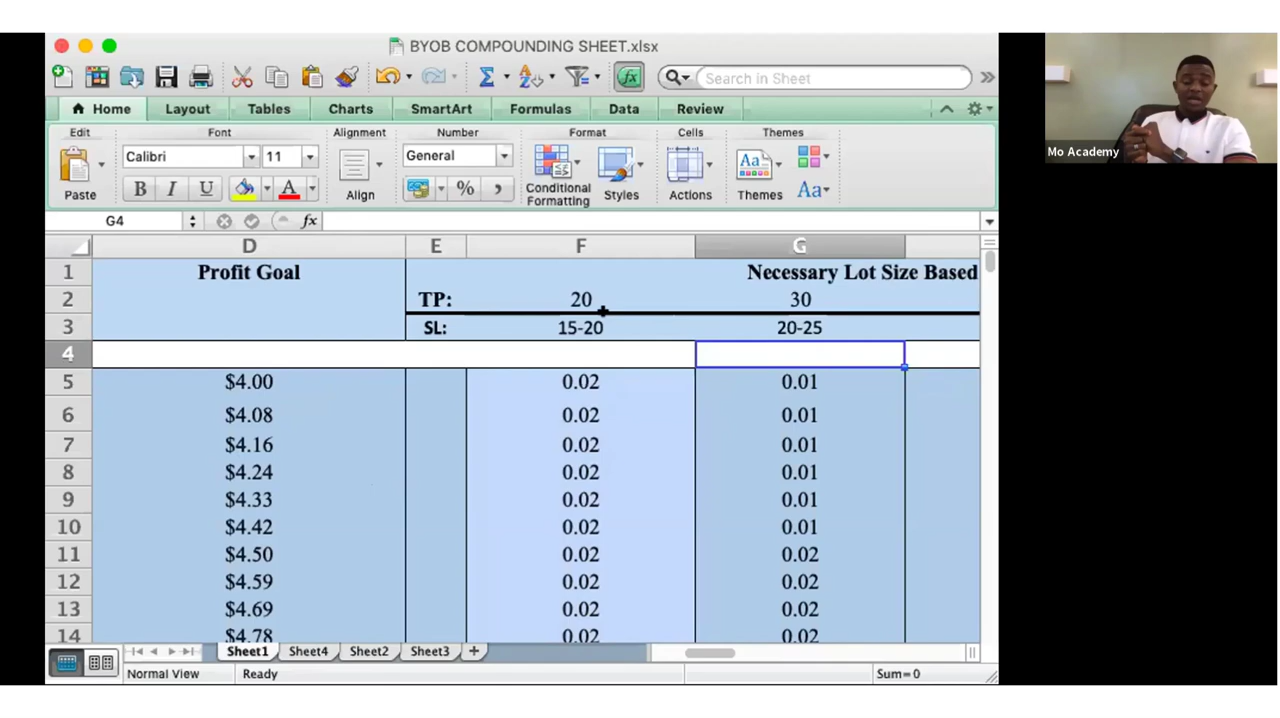 BYOB COMPOUNDING SHEET.xlsx
Search in Sheet
Home Layout Tables Charts SmartArt Formulas Data Review
Edit Font Alignment Number Format Cells Themes
Calibri 11 General
Paste B I U A Align % Conditional Formatting Styles Actions Themes Aa
G4 fx
D E F G
1 Profit Goal Necessary Lot Size Based
2 TP: 20 30
3 SL: 15-20 20-25
4
5 $4.00 0.02 0.01
6 $4.08 0.02 0.01
7 $4.16 0.02 0.01
8 $4.24 0.02 0.01
9 $4.33 0.02 0.01
10 $4.42 0.02 0.01
11 $4.50 0.02 0.02
12 $4.59 0.02 0.02
13 $4.69 0.02 0.02
14 $4.78 0.02 0.02
Sheet1 Sheet4 Sheet2 Sheet3 +
Normal View Ready Sum=0
Mo Academy